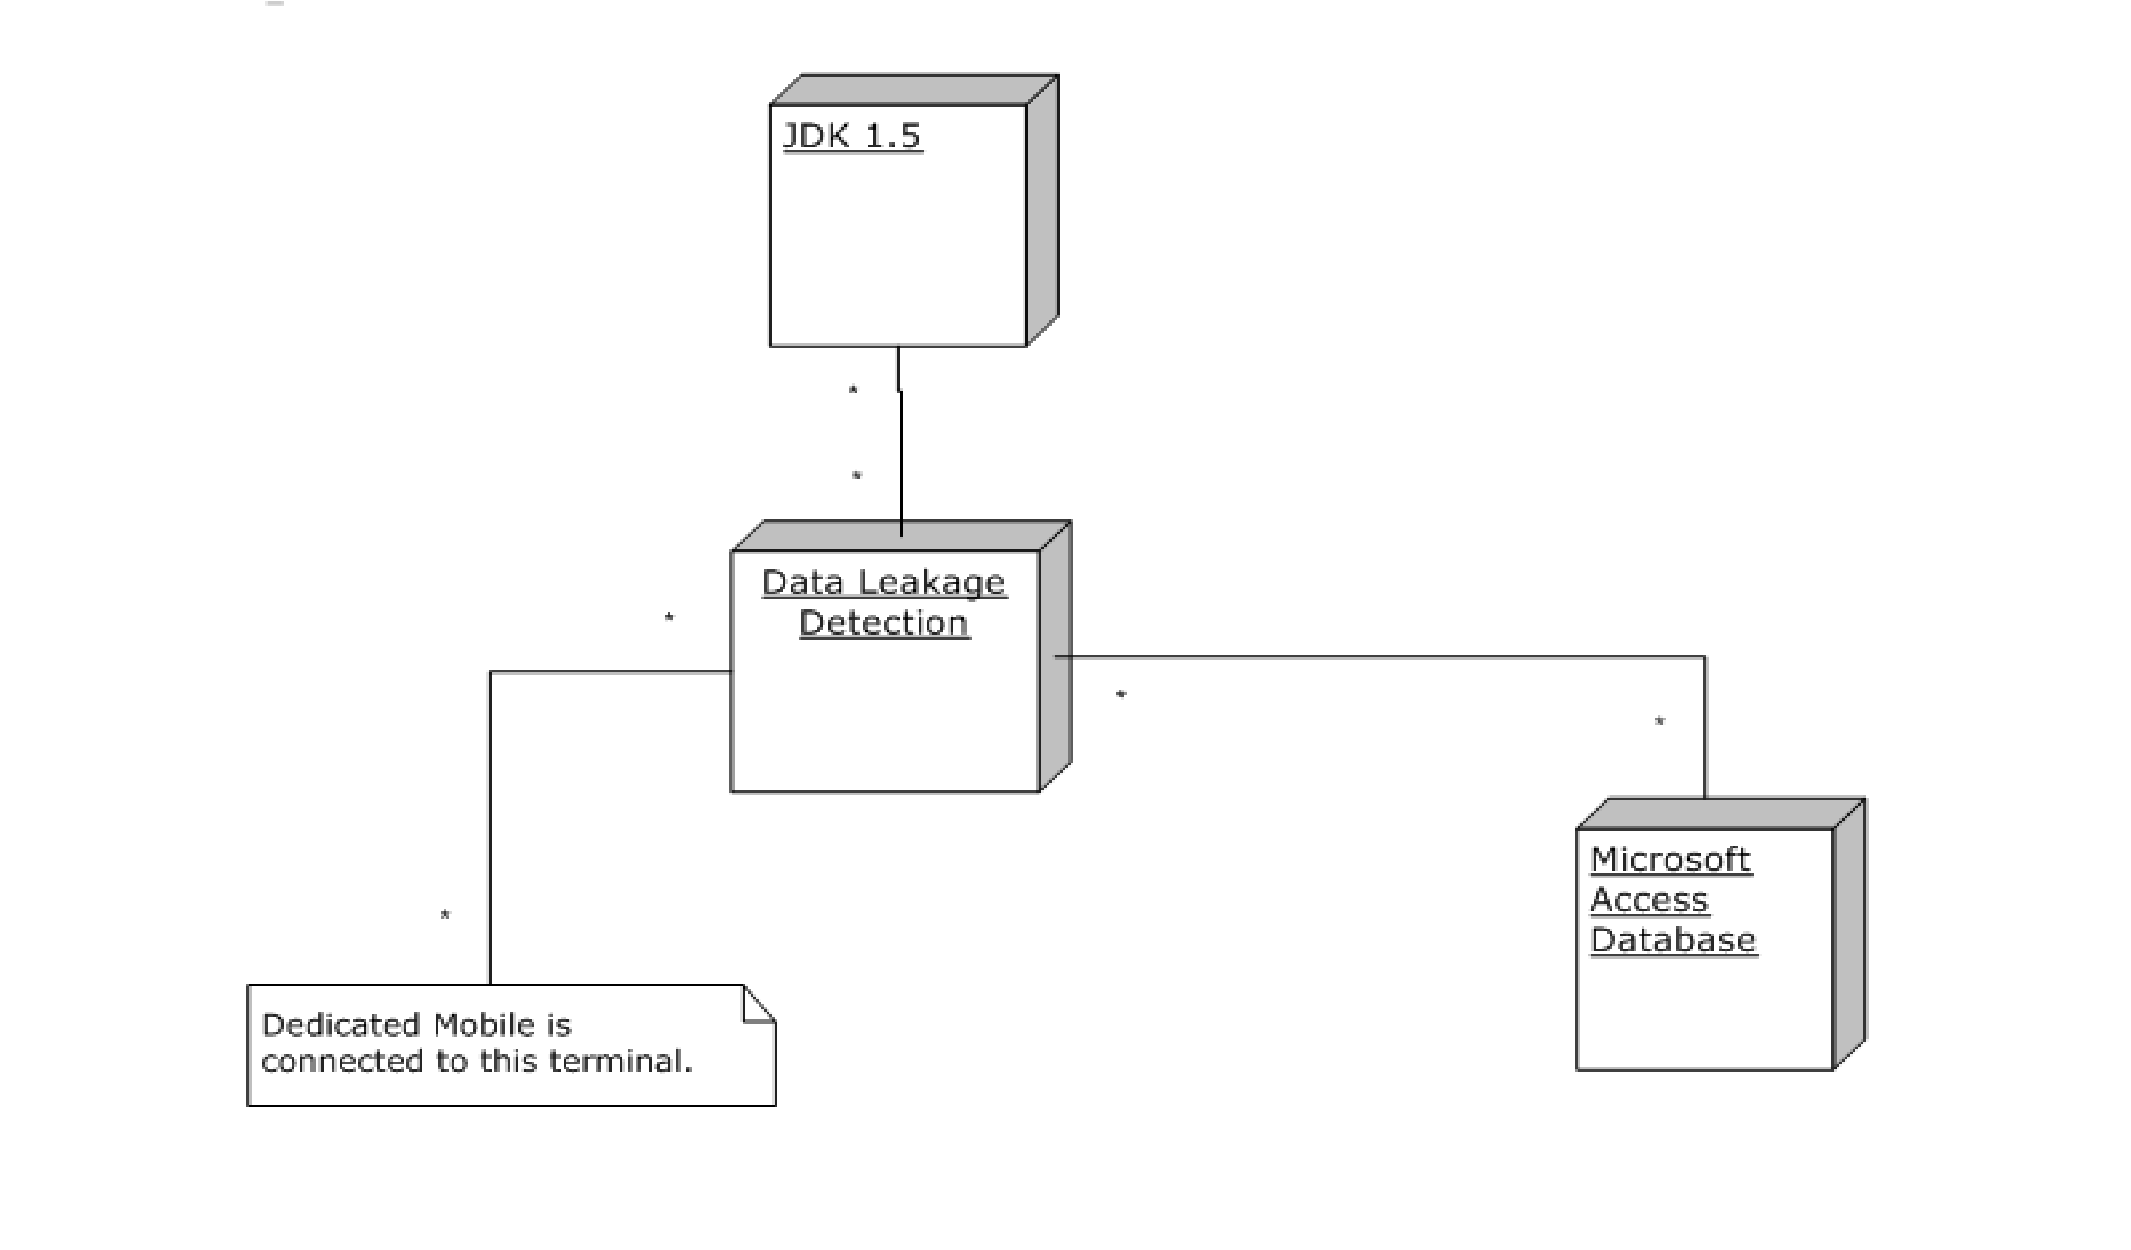 JDK 1.5
*
*
Data Leakage
Detection
*
*
*
*
Microsoft
Access
Database
Dedicated Mobile is
connected to this terminal.